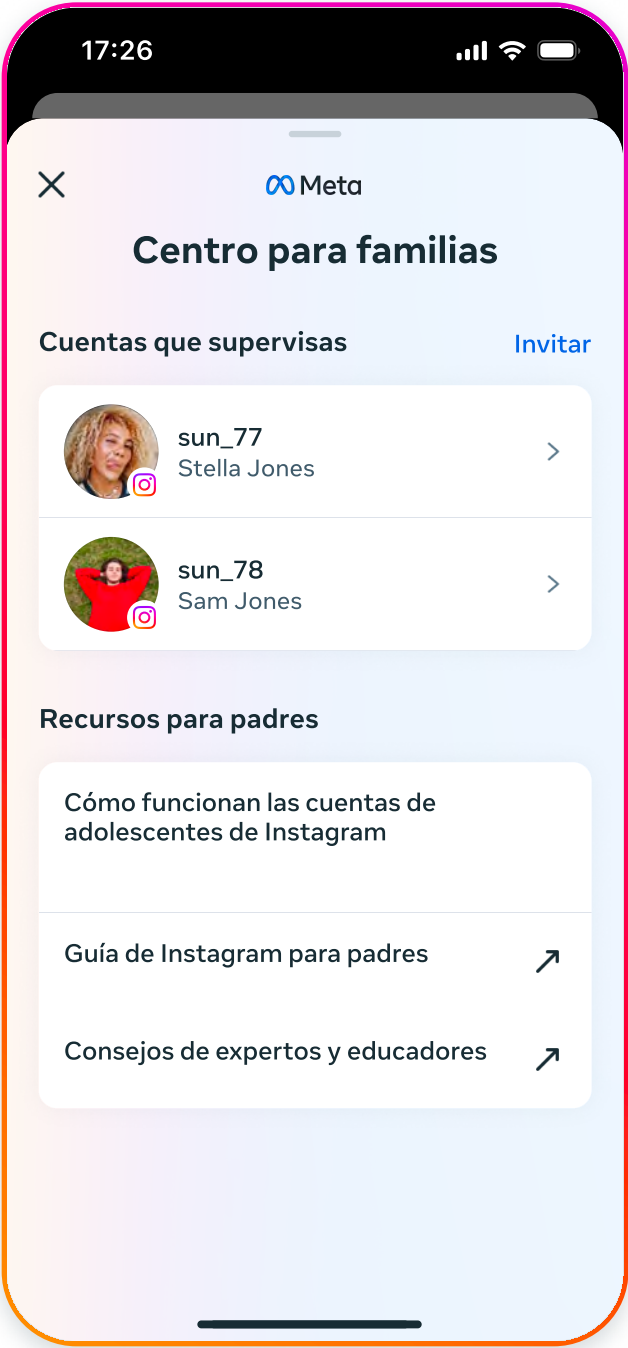 17:26
Meta
Centro para familias
Cuentas que supervisas
Invitar
sun_77
Stella Jones
sun_78
Sam Jones
Recursos para padres
Cómo funcionan las cuentas de
adolescentes de Instagram
Guía de Instagram para padres
Consejos de expertos y educadores